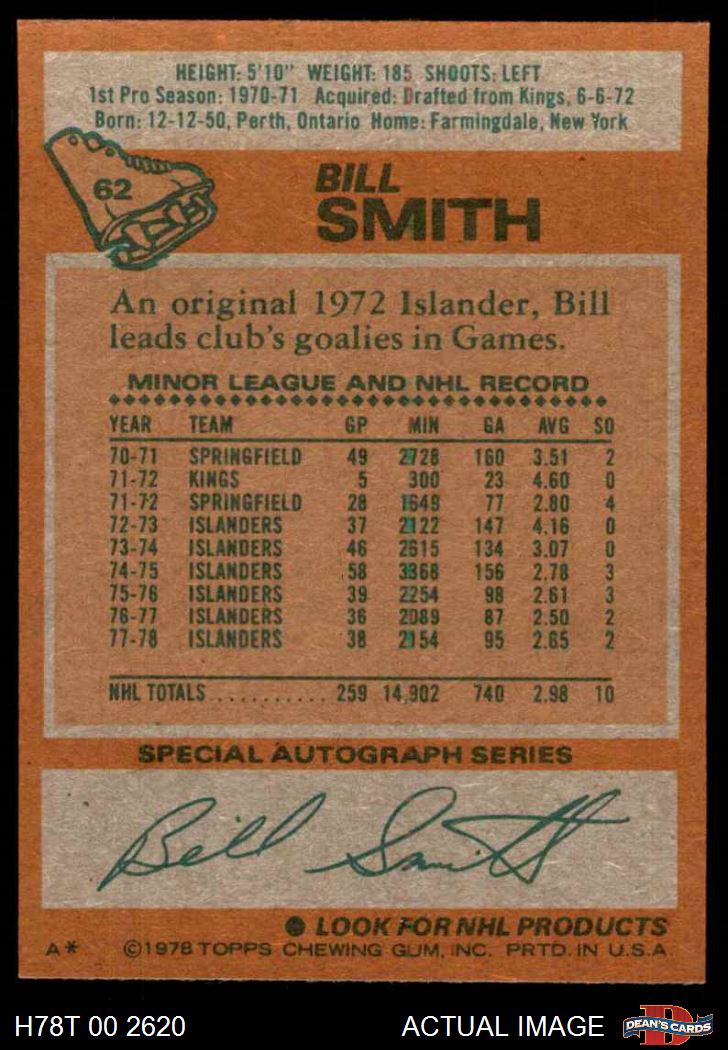 HEIGHT: 5'10" WEIGHT: 185 SHOOTS: LEFT
1st Pro Season: 1970-71 Acquired: Drafted from Kings, 6-6-72
Born: 12-12-50, Perth, Ontario Home: Farmingdale, New York
62
BILL
SMITH
An original 1972 Islander, Bill
leads club's goalies in Games.
MINOR LEAGUE AND NHL RECORD
YEAR TEAM GP MIN GA AVG SO
70-71 SPRINGFIELD 49 2728 160 3.51 2
71-72 KINGS 5 300 23 4.60 0
71-72 SPRINGFIELD 28 1649 77 2.80 4
72-73 ISLANDERS 37 2122 147 4.16 0
73-74 ISLANDERS 46 2615 134 3.07 0
74-75 ISLANDERS 58 3368 156 2.78 3
75-76 ISLANDERS 39 2254 98 2.61 3
76-77 ISLANDERS 36 2089 87 2.50 2
77-78 ISLANDERS 38 2154 95 2.65 2
NHL TOTALS........... 259 14,902 740 2.98 10
SPECIAL AUTOGRAPH SERIES
Bill Smith
● LOOK FOR NHL PRODUCTS
A* ©1978 TOPPS CHEWING GUM, INC. PRTD. IN U.S.A.
H78T 00 2620 ACTUAL IMAGE D DEAN'S CARDS